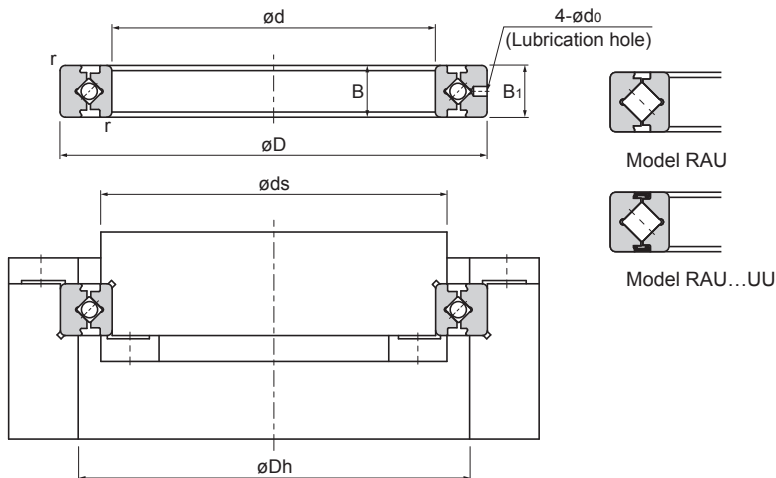 ød
4-ød0
(Lubrication hole)
r
B
B1
r
øD
Model RAU
øds
Model RAU...UU
øDh